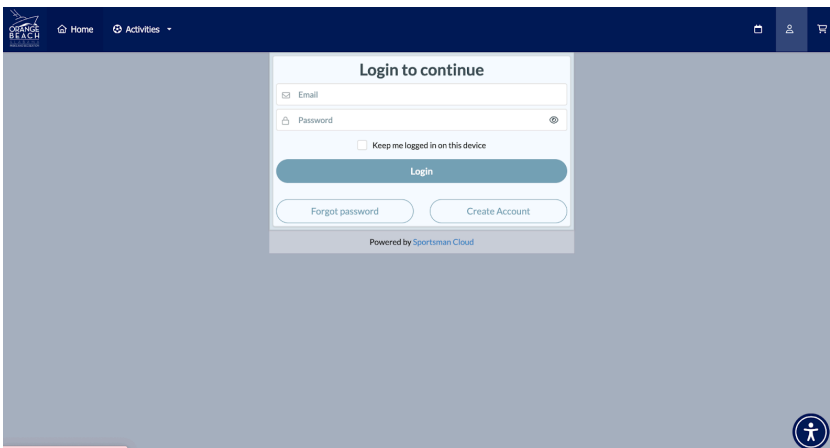 ORANGE
BEACH
Home
Activities
Login to continue
Email
Password
Keep me logged in on this device
Login
Forgot password
Create Account
Powered by Sportsman Cloud